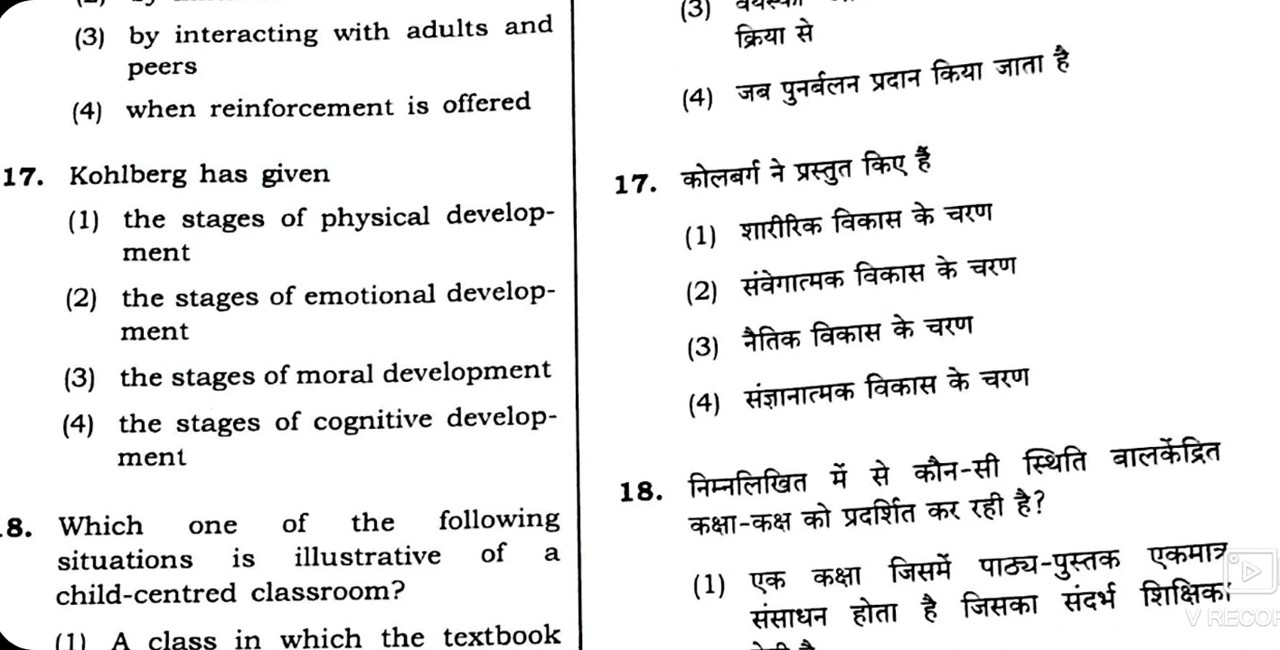 (3) by interacting with adults and
peers
(4) when reinforcement is offered
17. Kohlberg has given
(1) the stages of physical develop-
ment
(2) the stages of emotional develop-
ment
(3) the stages of moral development
(4) the stages of cognitive develop-
ment
8. Which one of the following
situations is illustrative of a
child-centred classroom?
(1) A class in which the textbook
(3)
क्रिया से
(4) जब पुनर्बलन प्रदान किया जाता है
17. कोलबर्ग ने प्रस्तुत किए हैं
(1) शारीरिक विकास के चरण
(2) संवेगात्मक विकास के चरण
(3) नैतिक विकास के चरण
(4) संज्ञानात्मक विकास के चरण
18. निम्नलिखित में से कौन-सी स्थिति बालकेंद्रित
कक्षा-कक्ष को प्रदर्शित कर रही है?
(1) एक कक्षा जिसमें पाठ्य-पुस्तक एकमात्र
संसाधन होता है जिसका संदर्भ शिक्षिका
V RECOR